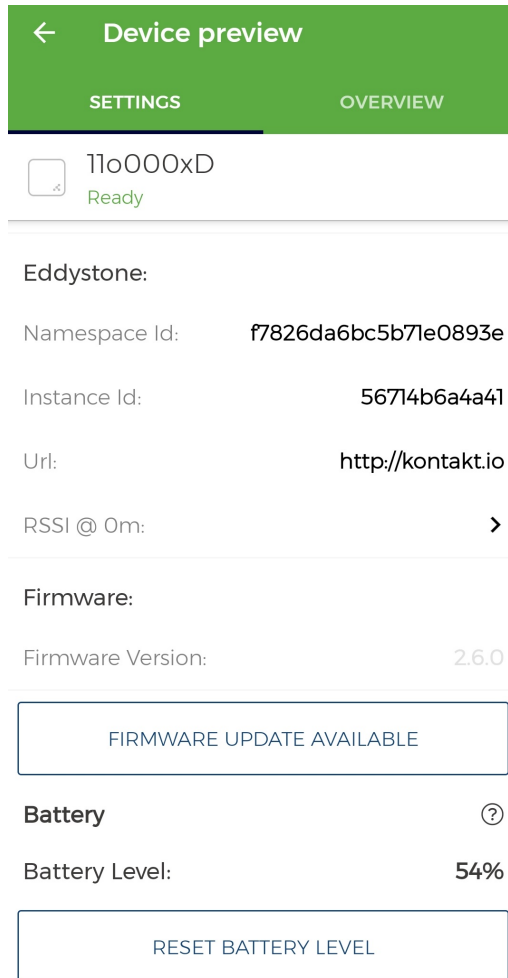 Device preview
SETTINGS OVERVIEW
11o000xD
Ready
Eddystone:
Namespace Id: f7826da6bc5b71e0893e
Instance Id: 56714b6a4a41
Url: http://kontakt.io
RSSI @ 0m:
Firmware:
Firmware Version: 2.6.0
FIRMWARE UPDATE AVAILABLE
Battery ?
Battery Level: 54%
RESET BATTERY LEVEL